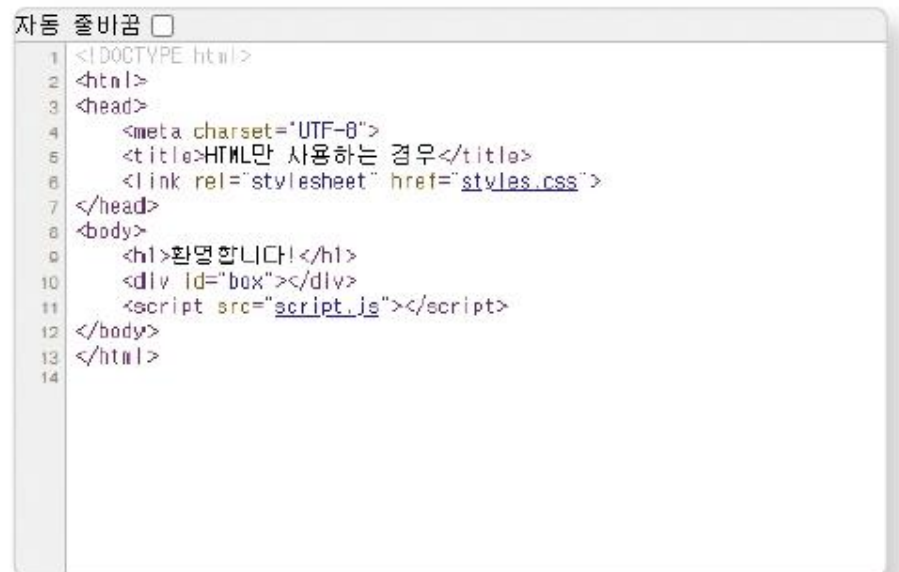 자동 줄바꿈
1 <!DOCTYPE html>
2 <html>
3 <head>
4 <meta charset="UTF-8">
5 <title>HTML만 사용하는 경우</title>
6 <link rel="stylesheet" href="styles.css">
7 </head>
8 <body>
9 <h1>환영합니다!</h1>
10 <div id="box"></div>
11 <script src="script.js"></script>
12 </body>
13 </html>
14